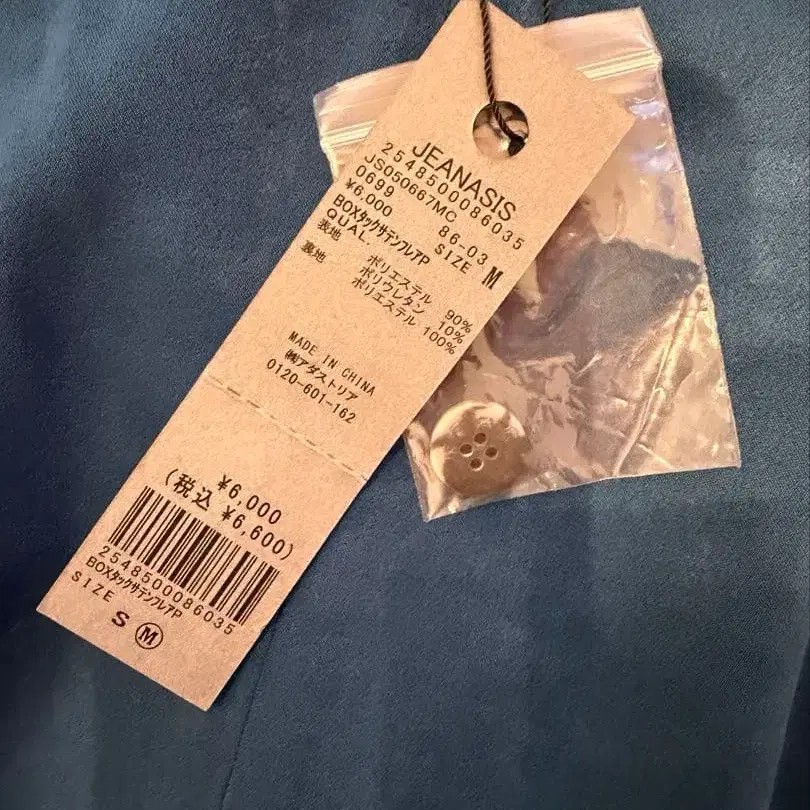 JEANASIS
2548500086035
JS050667MC
0699 86-03
¥6,000 SIZE M
BOXタックサテンフレアP
QUAL.
表地 ポリエステル 90%
ポリウレタン 10%
裏地 ポリエステル 100%
MADE IN CHINA
㈱アダストリア
0120-601-162
¥6,000
(税込 ¥6,600)
2548500086035
BOXタックサテンフレアP
SIZE
S Ⓜ